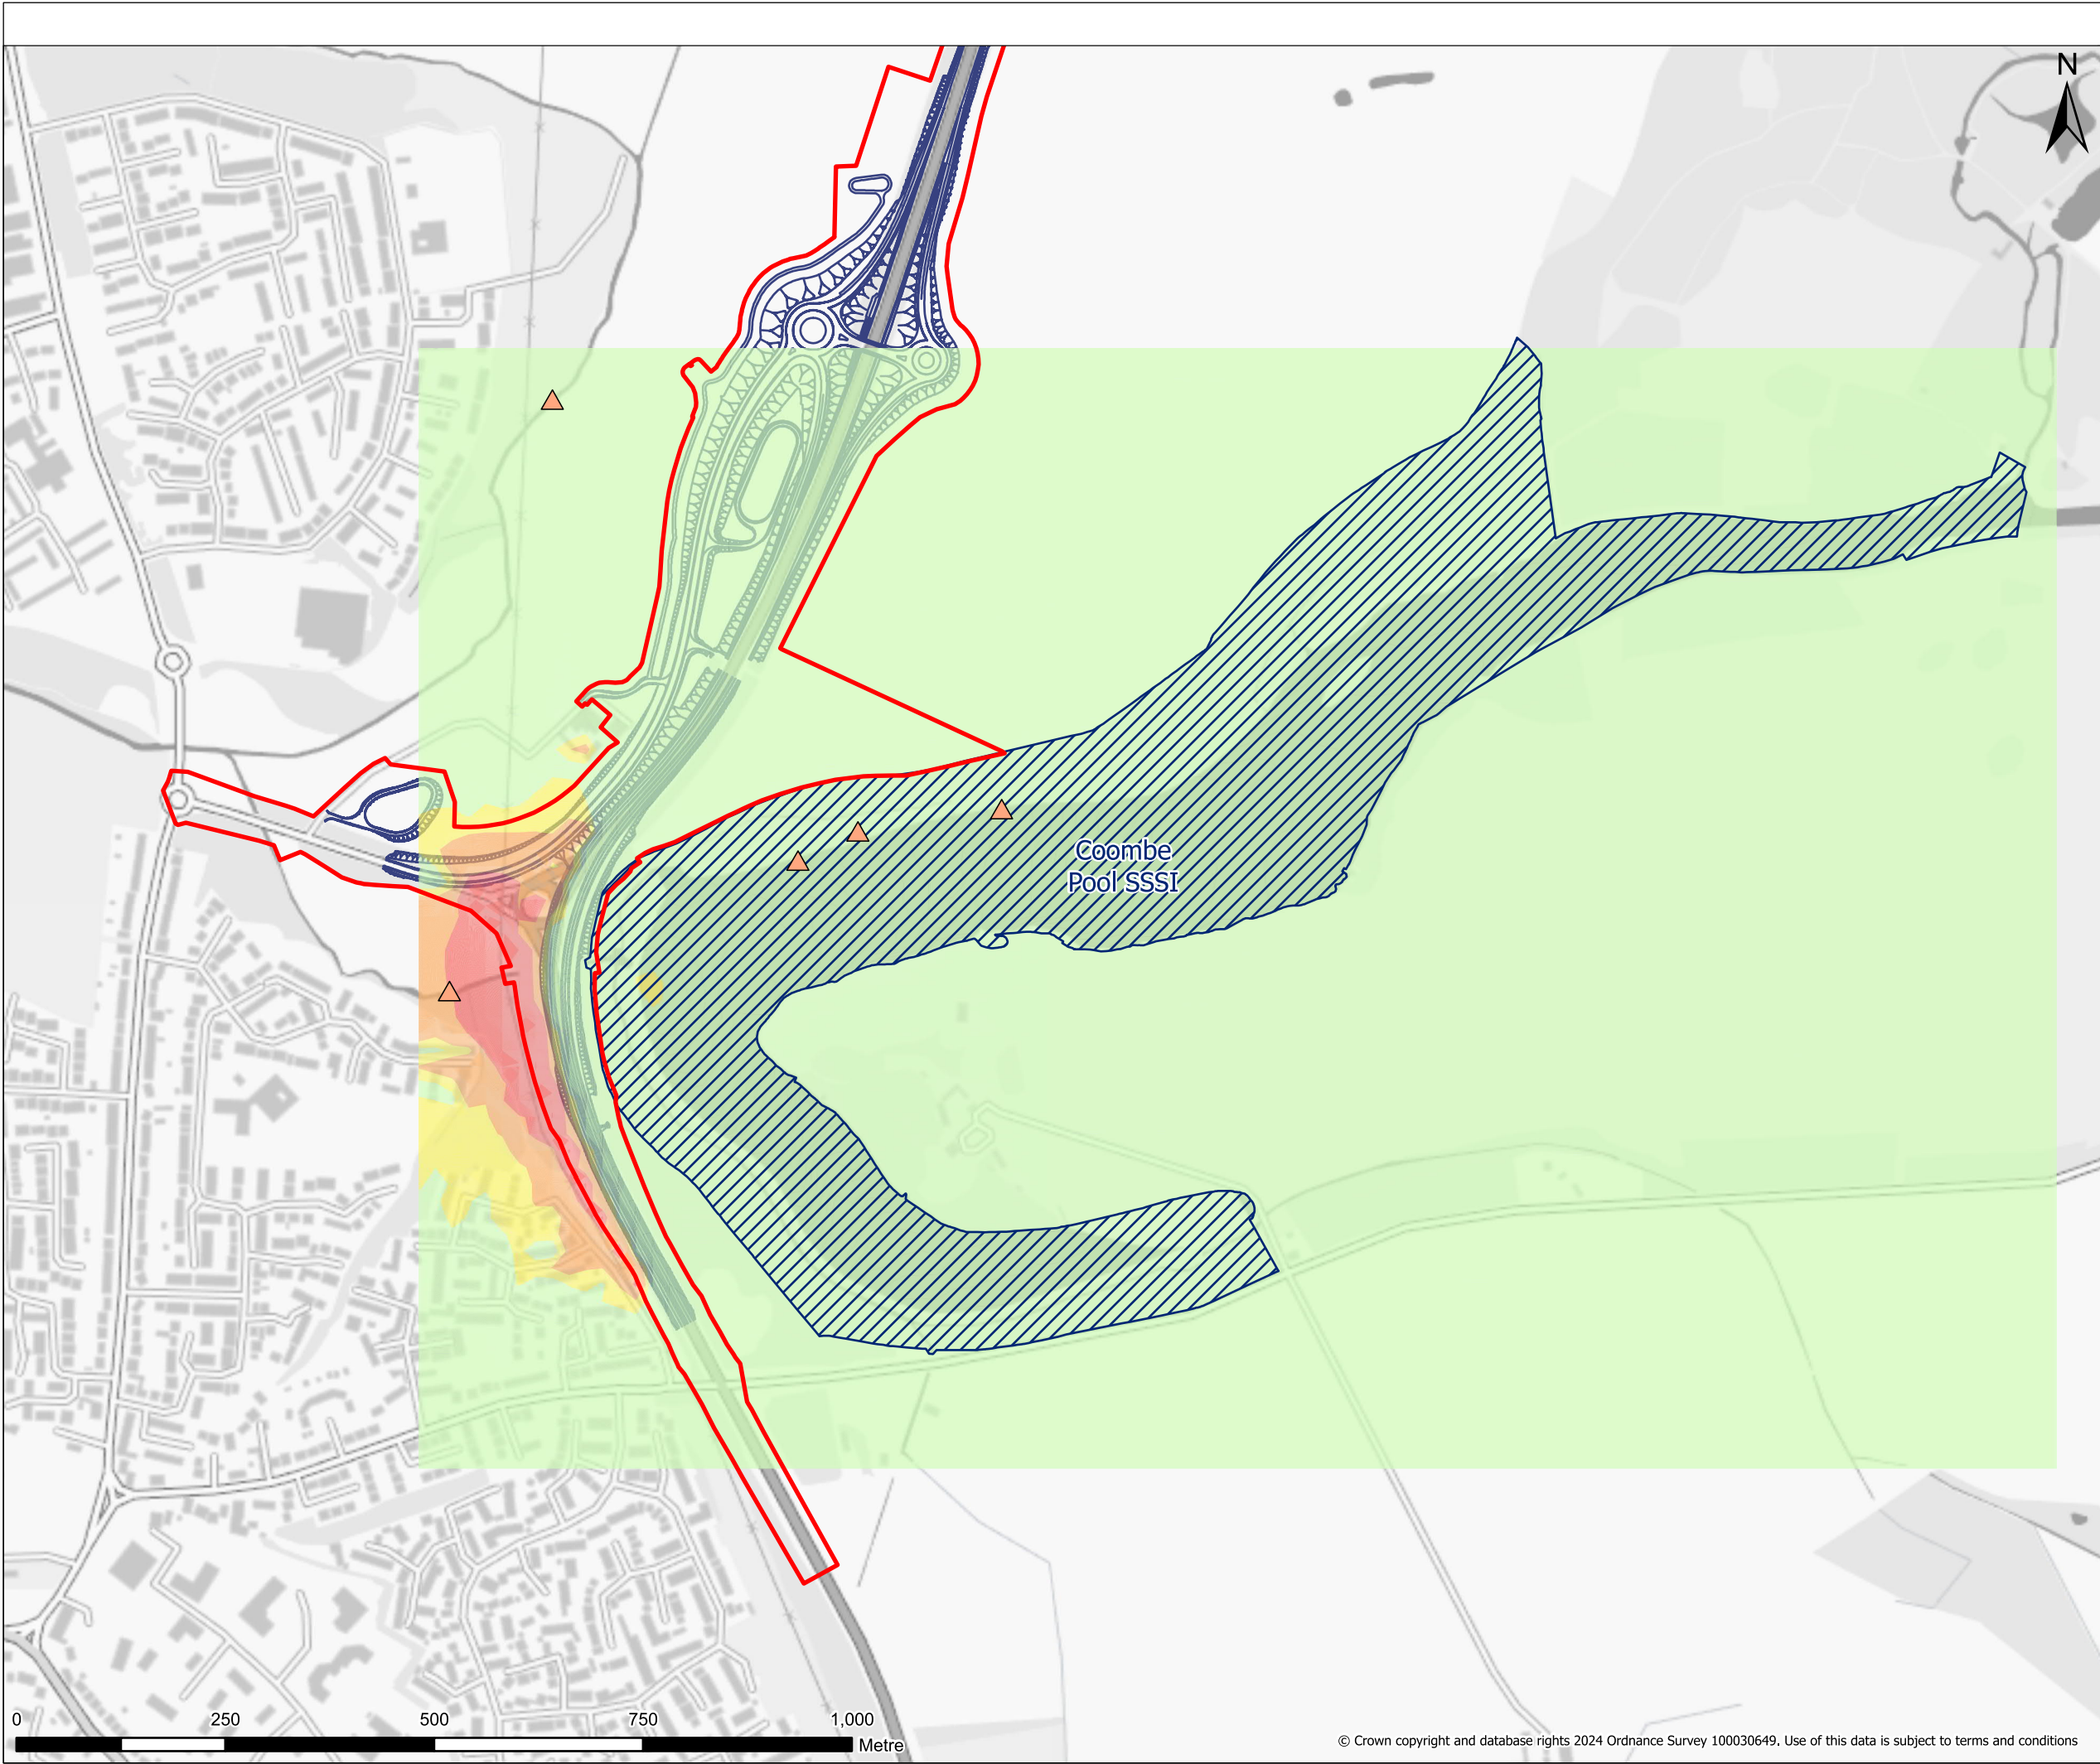 N
Coombe
Pool SSSI
0 250 500 750 1,000
Metre
© Crown copyright and database rights 2024 Ordnance Survey 100030649. Use of this data is subject to terms and conditions